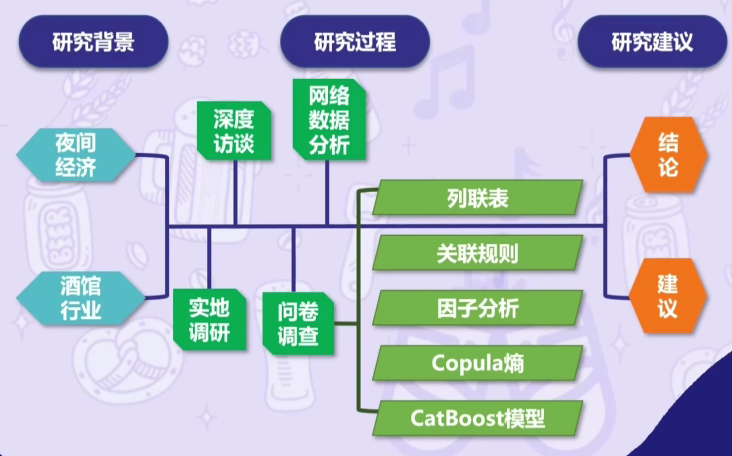 研究背景
研究过程
研究建议
夜间
经济
酒馆
行业
深度
访谈
网络
数据
分析
实地
调研
问卷
调查
列联表
关联规则
因子分析
Copula熵
CatBoost模型
结
论
建
议
BEER
BEER